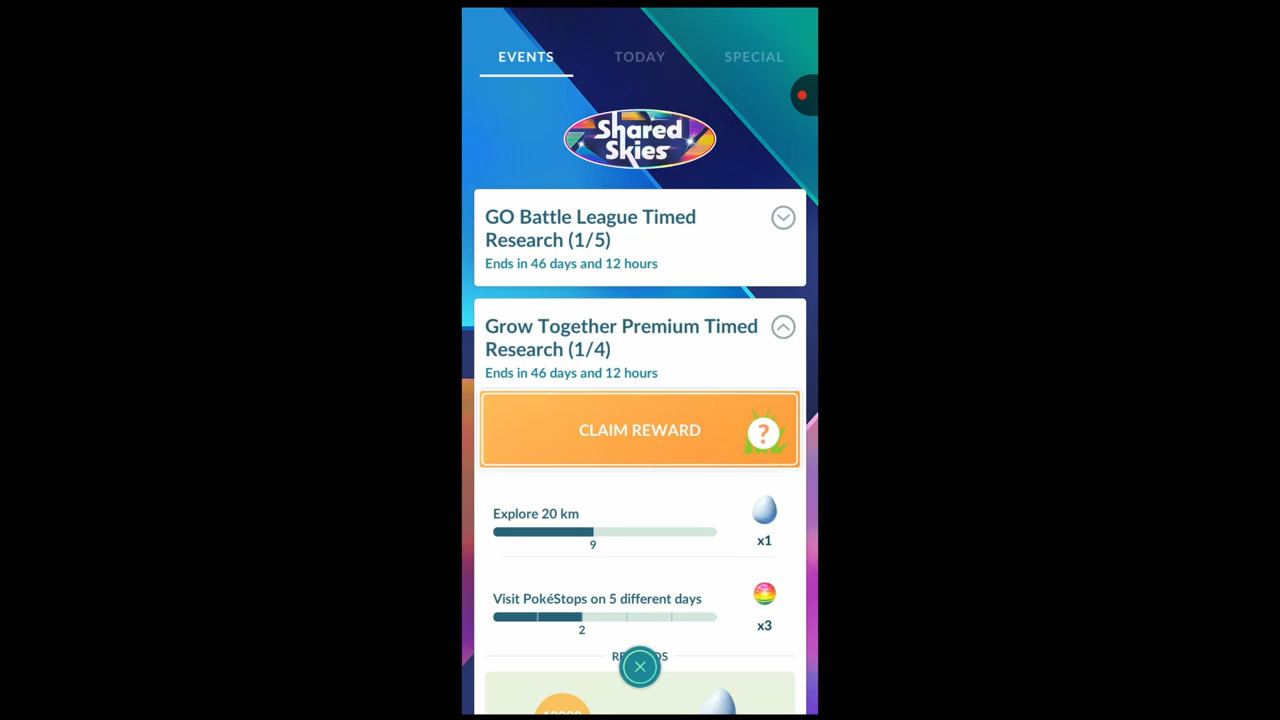 EVENTS TODAY SPECIAL
Shared
Skies
GO Battle League Timed
Research (1/5)
Ends in 46 days and 12 hours
Grow Together Premium Timed
Research (1/4)
Ends in 46 days and 12 hours
CLAIM REWARD ?
Explore 20 km
9
x1
Visit PokéStops on 5 different days
2
x3